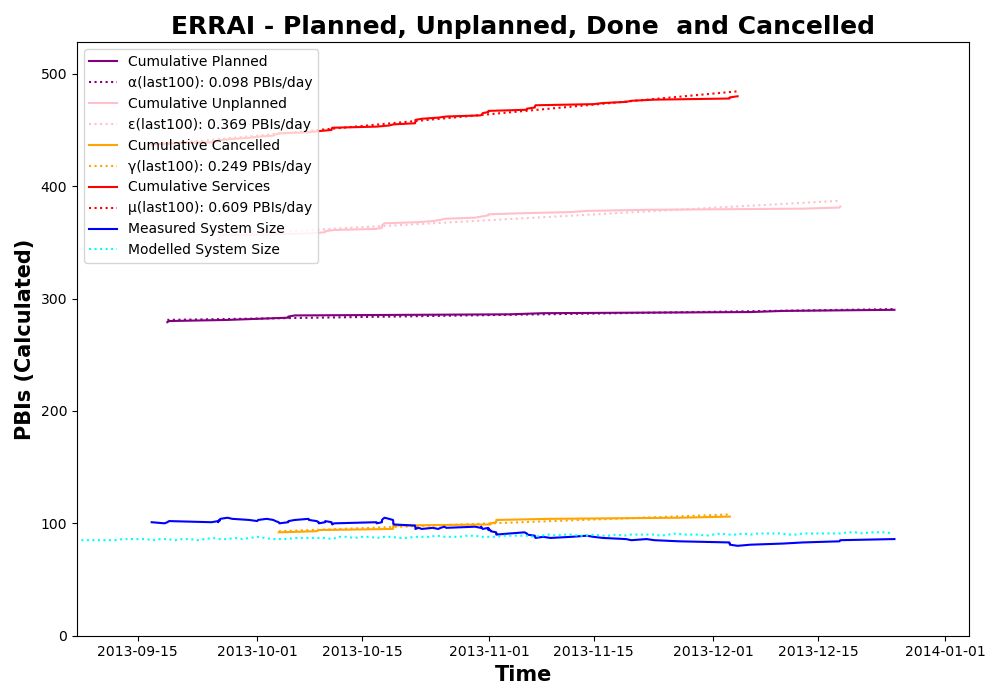 ERRAI - Planned, Unplanned, Done  and Cancelled
PBIs (Calculated)
500
400
300
200
100
0
Cumulative Planned
α(last100): 0.098 PBIs/day
Cumulative Unplanned
ε(last100): 0.369 PBIs/day
Cumulative Cancelled
γ(last100): 0.249 PBIs/day
Cumulative Services
μ(last100): 0.609 PBIs/day
Measured System Size
Modelled System Size
2013-09-15 2013-10-01 2013-10-15 2013-11-01 2013-11-15 2013-12-01 2013-12-15 2014-01-01
Time